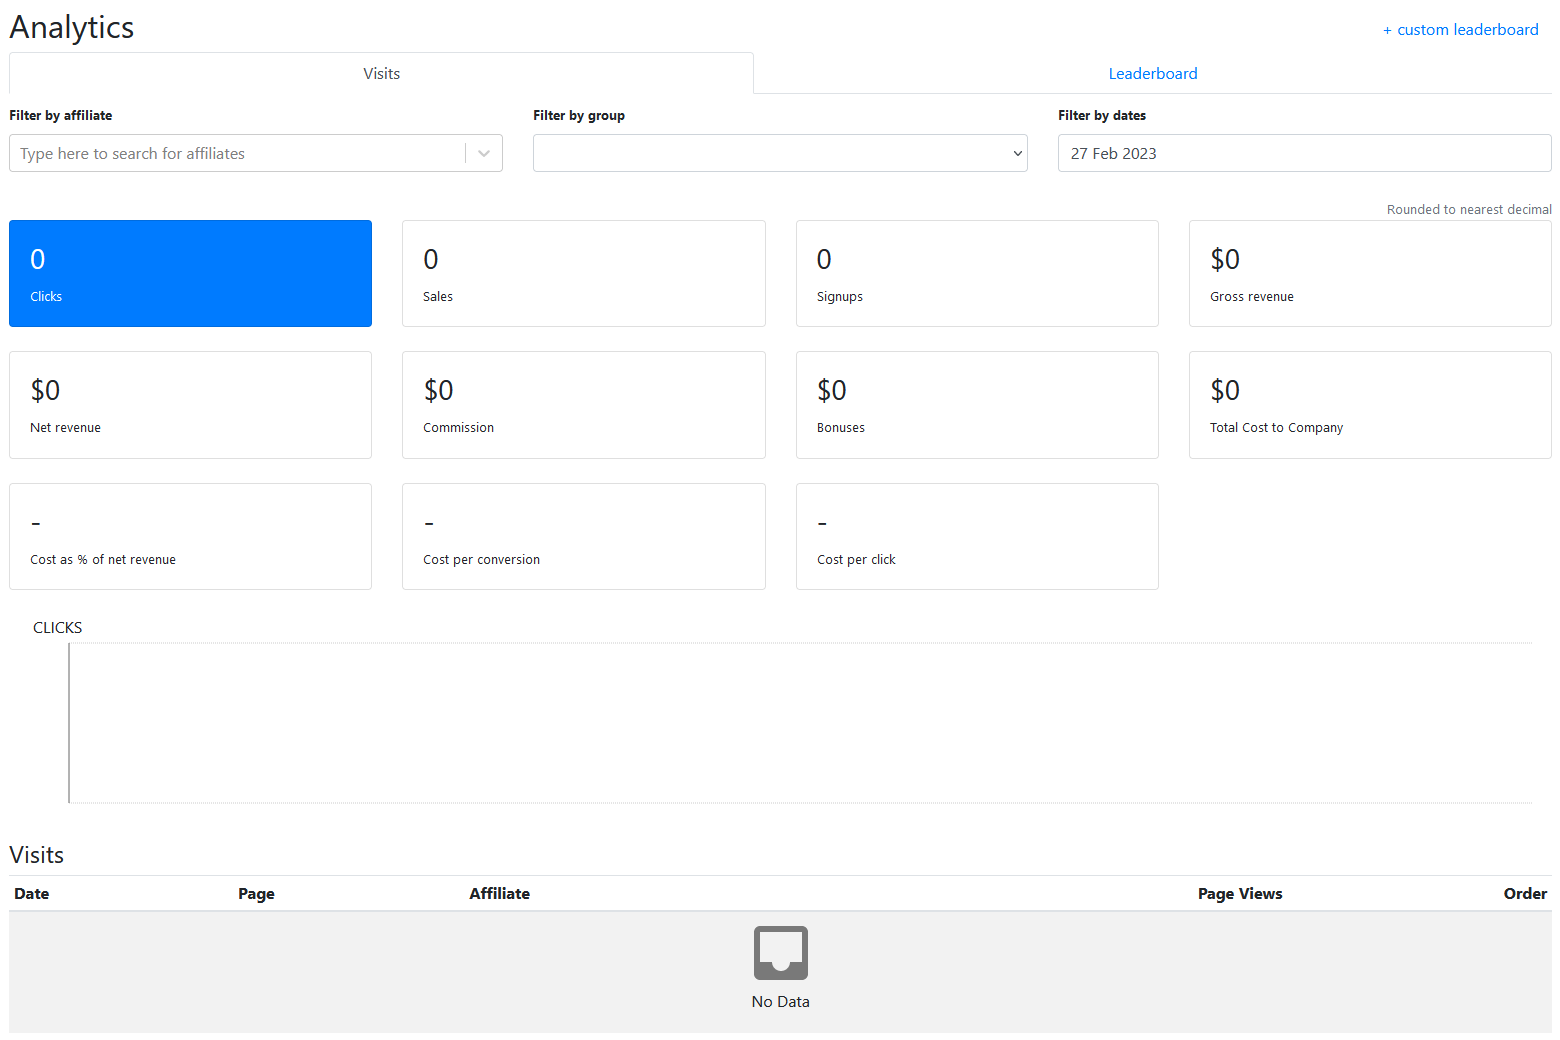 Analytics
+ custom leaderboard
Visits
Leaderboard
Filter by affiliate
Filter by group
Filter by dates
Type here to search for affiliates
27 Feb 2023
Rounded to nearest decimal
0
Clicks
0
Sales
0
Signups
$0
Gross revenue
$0
Net revenue
$0
Commission
$0
Bonuses
$0
Total Cost to Company
-
Cost as % of net revenue
-
Cost per conversion
-
Cost per click
CLICKS
Visits
Date Page Affiliate Page Views Order
No Data